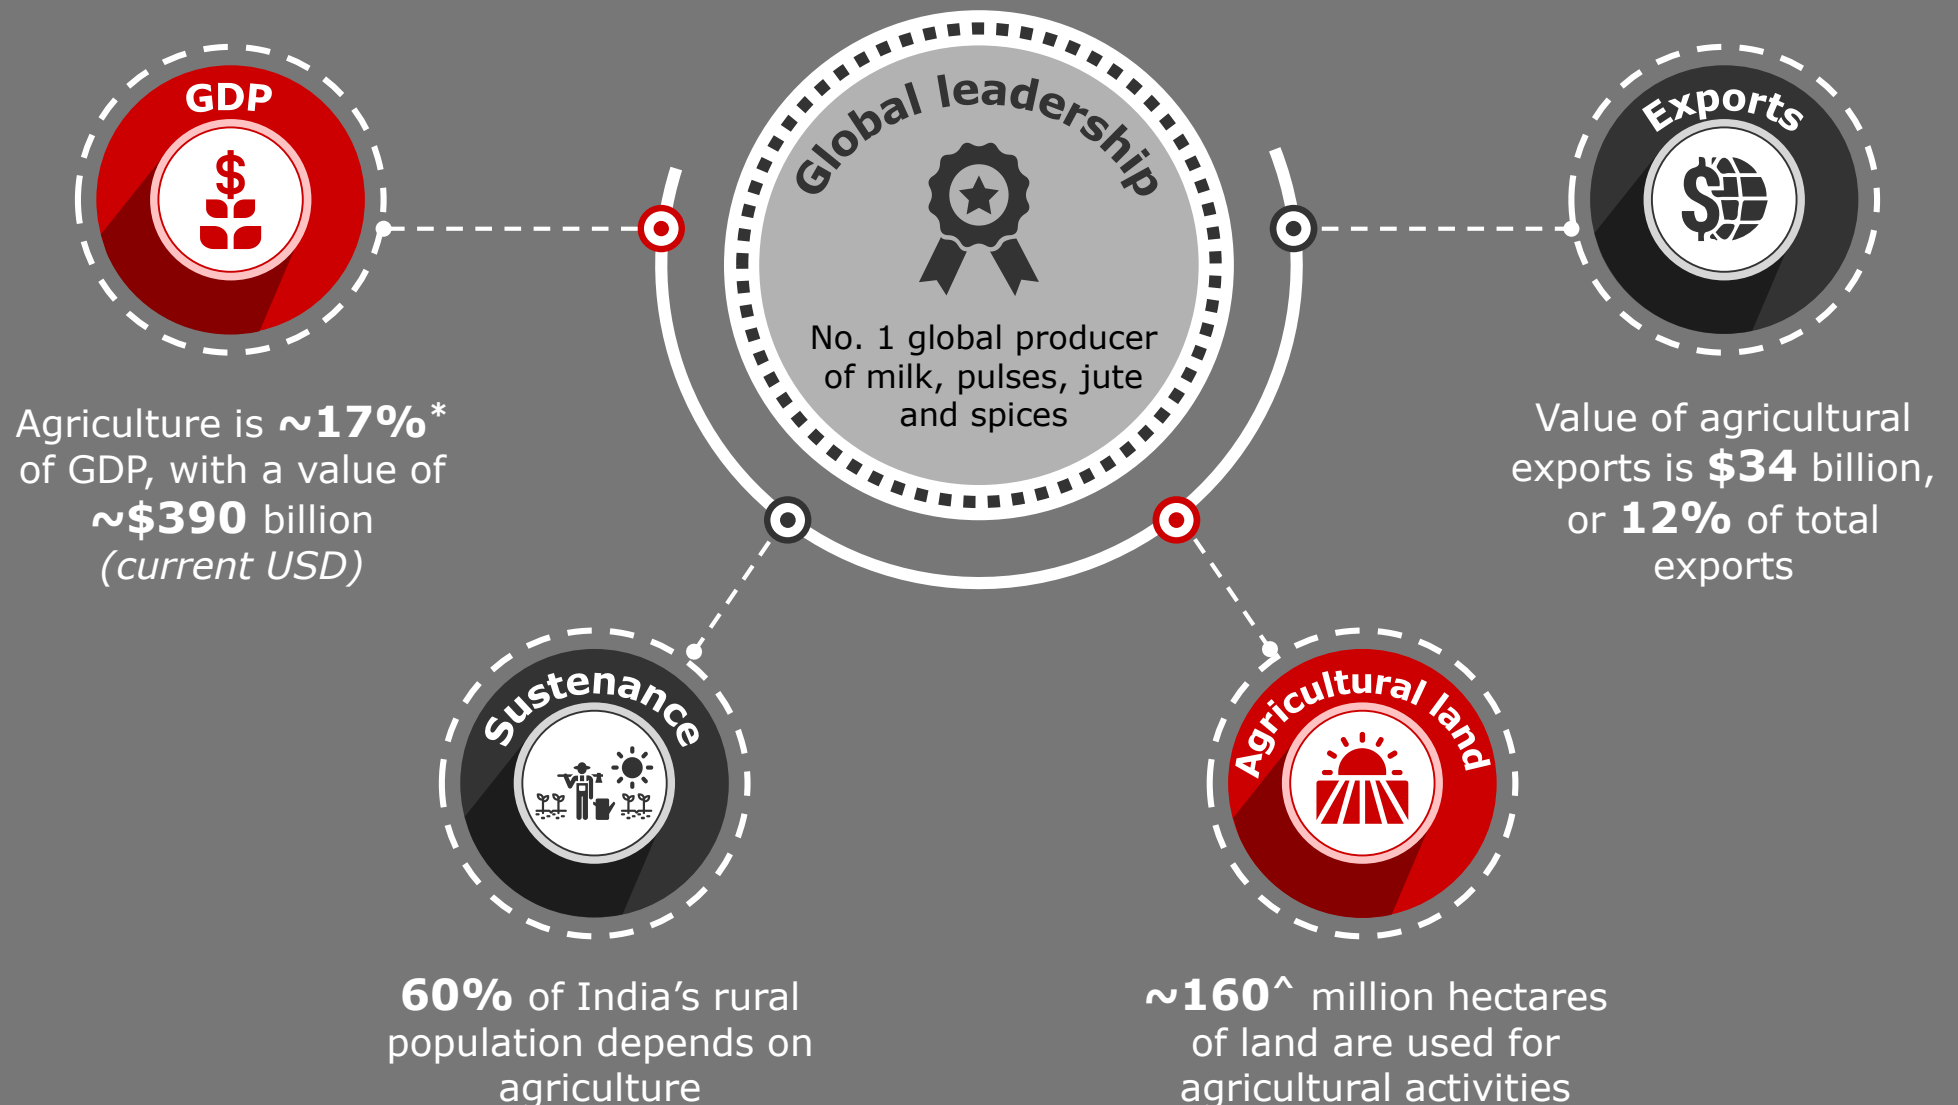 GDP
Agriculture is ~17%*
of GDP, with a value of
~$390 billion
(current USD)
Global leadership
No. 1 global producer
of milk, pulses, jute
and spices
Exports
Value of agricultural
exports is $34 billion,
or 12% of total
exports
Sustenance
60% of India’s rural
population depends on
agriculture
Agricultural land
~160^ million hectares
of land are used for
agricultural activities